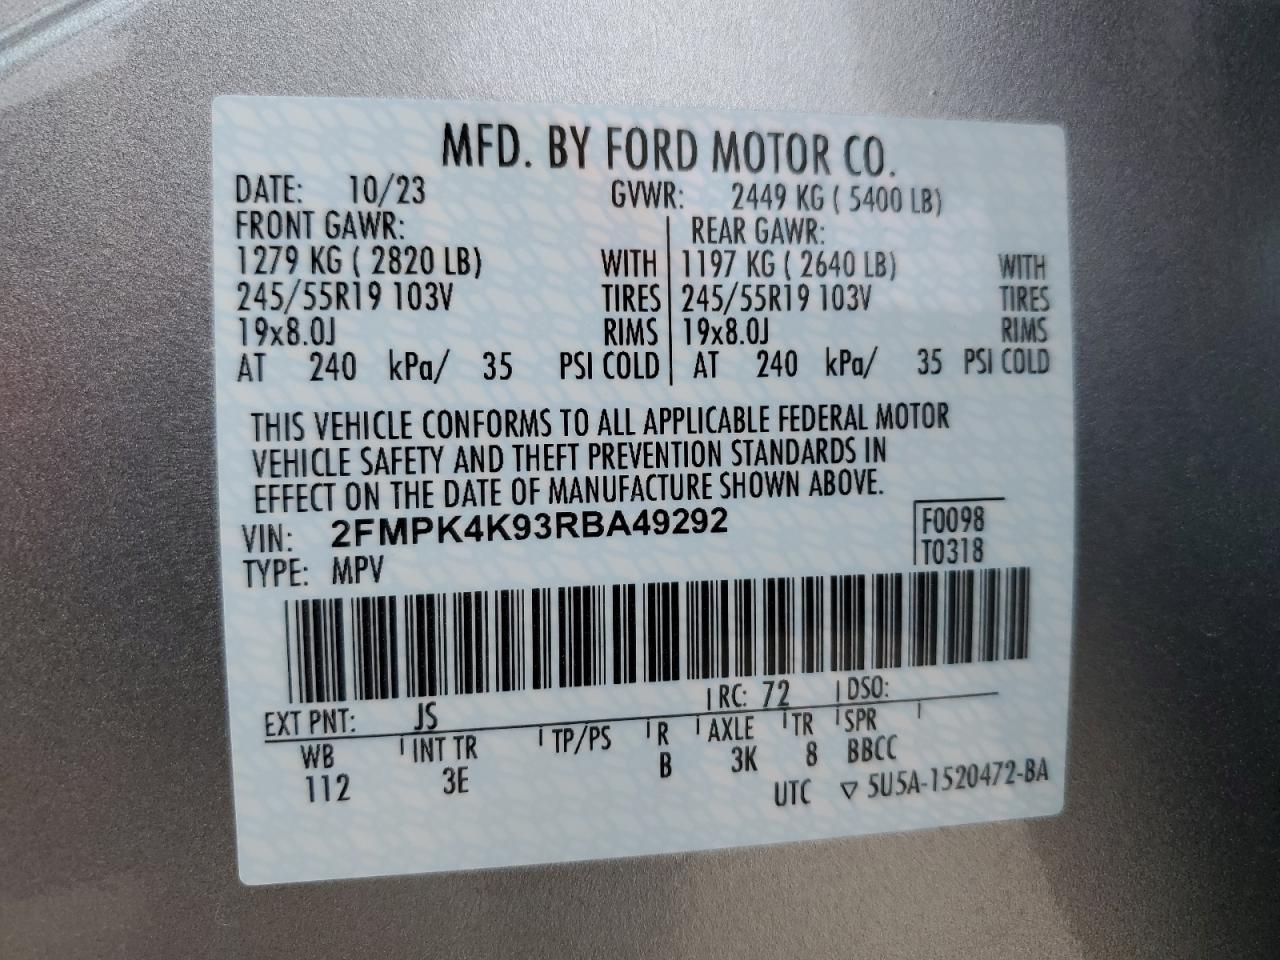 MFD. BY FORD MOTOR CO.
DATE: 10/23 GVWR: 2449 KG ( 5400 LB)
FRONT GAWR: REAR GAWR:
1279 KG ( 2820 LB) WITH 1197 KG ( 2640 LB) WITH
245/55R19 103V TIRES 245/55R19 103V TIRES
19x8.0J RIMS 19x8.0J RIMS
AT 240 kPa/ 35 PSI COLD AT 240 kPa/ 35 PSI COLD
THIS VEHICLE CONFORMS TO ALL APPLICABLE FEDERAL MOTOR
VEHICLE SAFETY AND THEFT PREVENTION STANDARDS IN
EFFECT ON THE DATE OF MANUFACTURE SHOWN ABOVE.
VIN: 2FMPK4K93RBA49292 F0098
TYPE: MPV T0318
EXT PNT: JS RC: 72 DSO:
WB INT TR TP/PS R AXLE TR SPR
112 3E B 3K 8 BBCC
UTC ▽ 5U5A-1520472-BA